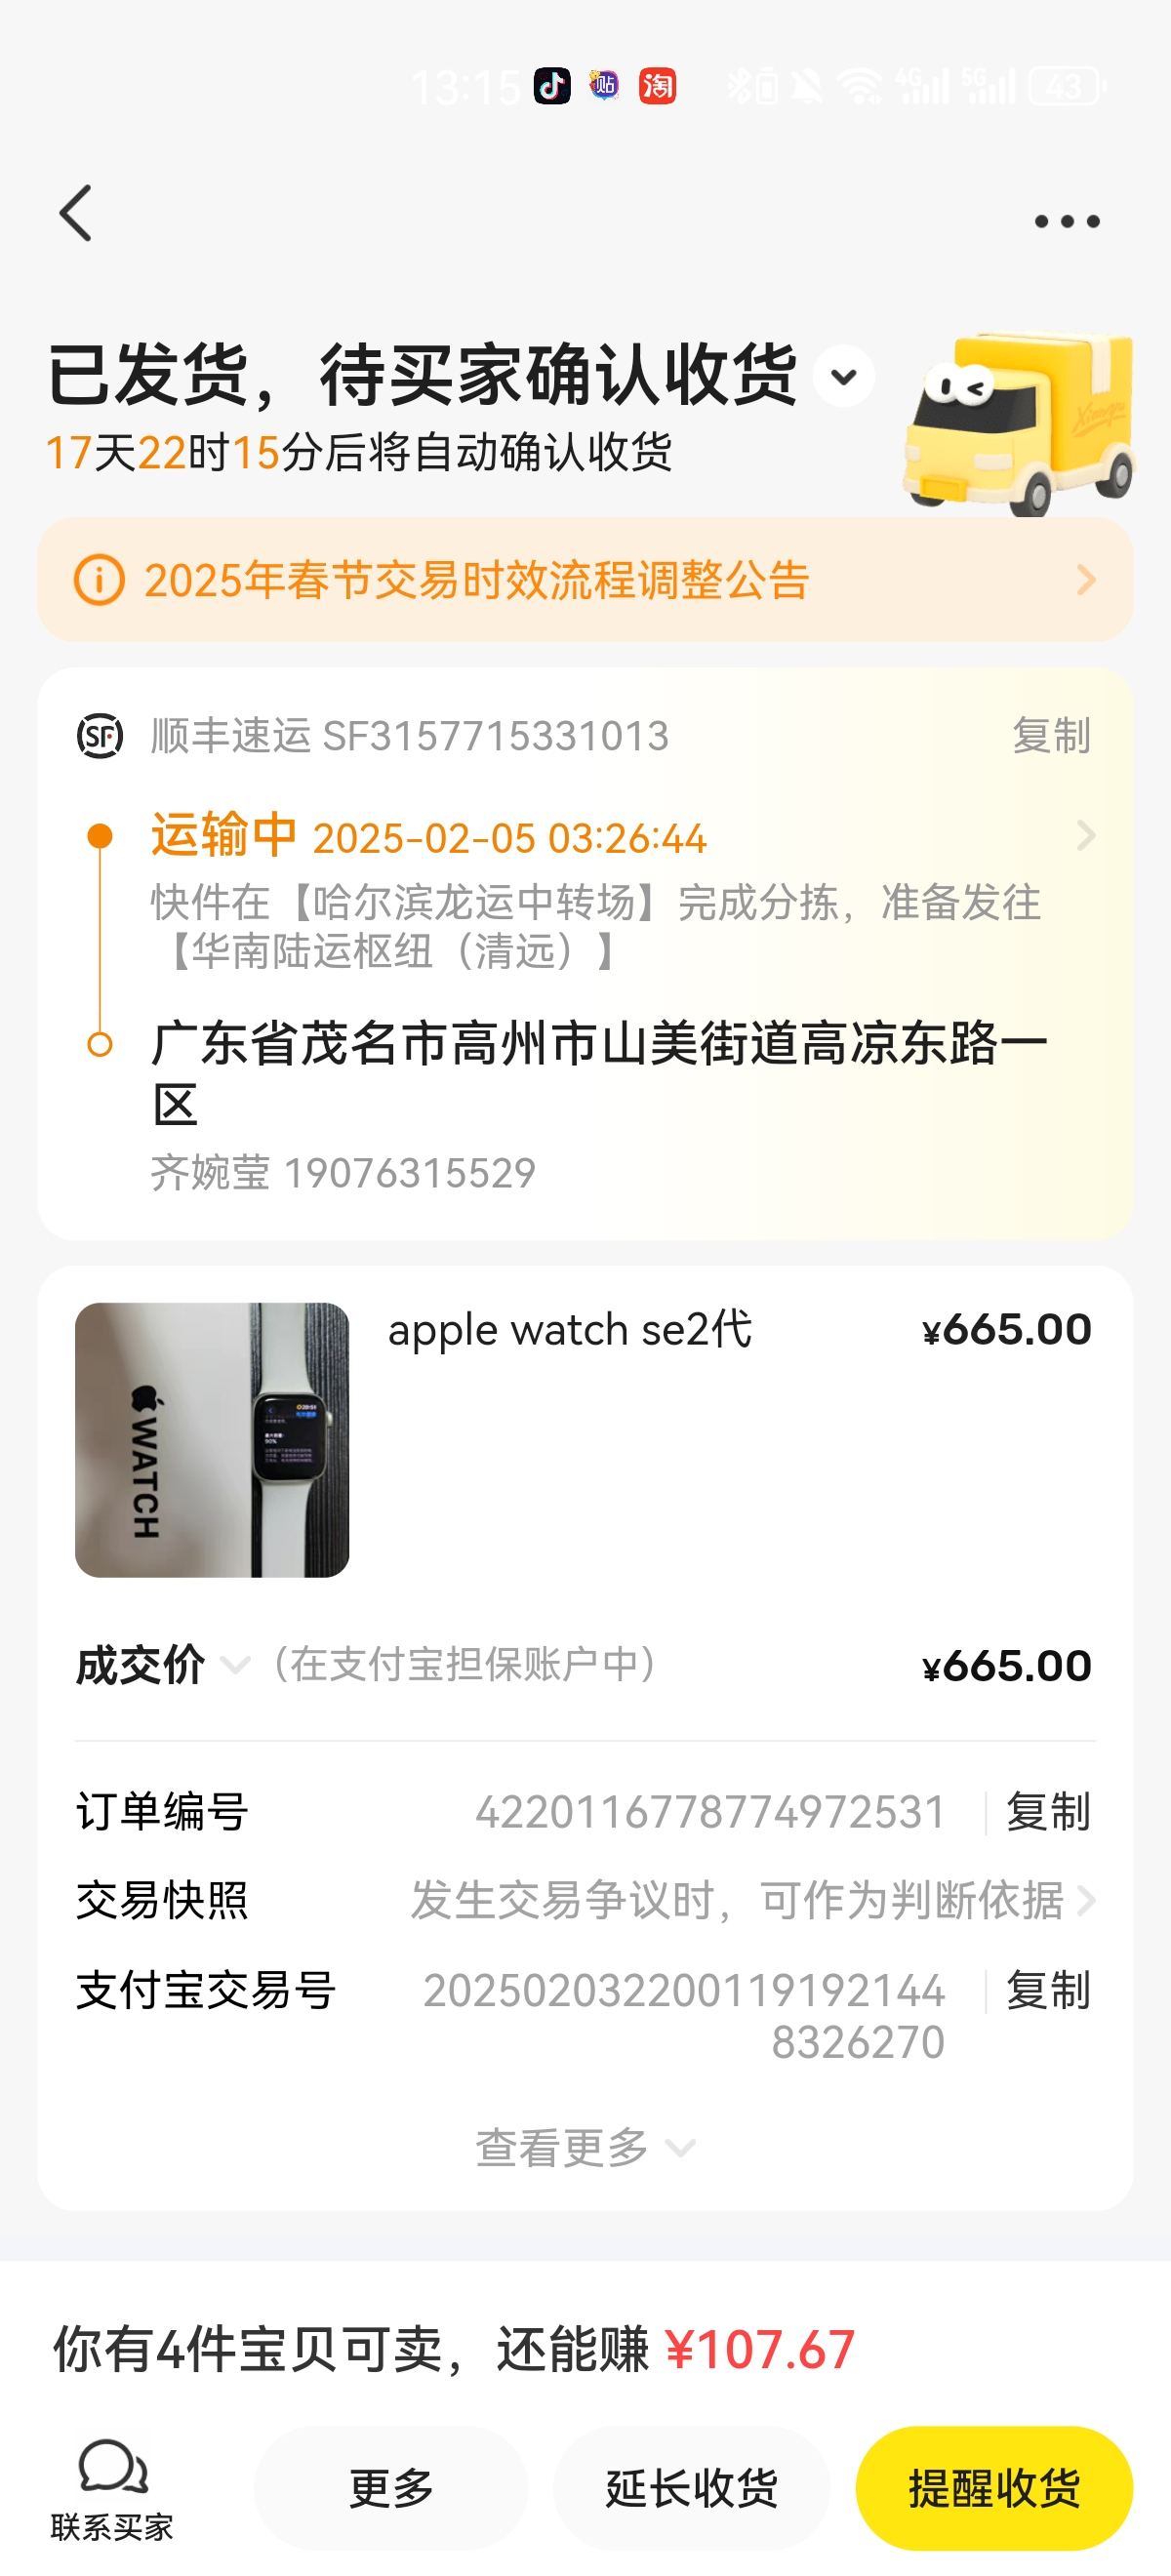 13:15 贴 淘 4G 5G 43
已发货，待买家确认收货
Xianyu
17天22时15分后将自动确认收货
2025年春节交易时效流程调整公告
SF 顺丰速运 SF3157715331013 复制
运输中 2025-02-05 03:26:44
快件在【哈尔滨龙运中转场】完成分拣，准备发往
【华南陆运枢纽（清远）】
广东省茂名市高州市山美街道高凉东路一
区
齐婉莹 19076315529
apple watch se2代 ¥665.00
WATCH
成交价 （在支付宝担保账户中） ¥665.00
订单编号 4220116778774972531 复制
交易快照 发生交易争议时，可作为判断依据
支付宝交易号 202502032200119192144 复制
8326270
查看更多
你有4件宝贝可卖，还能赚 ¥107.67
联系买家 更多 延长收货 提醒收货